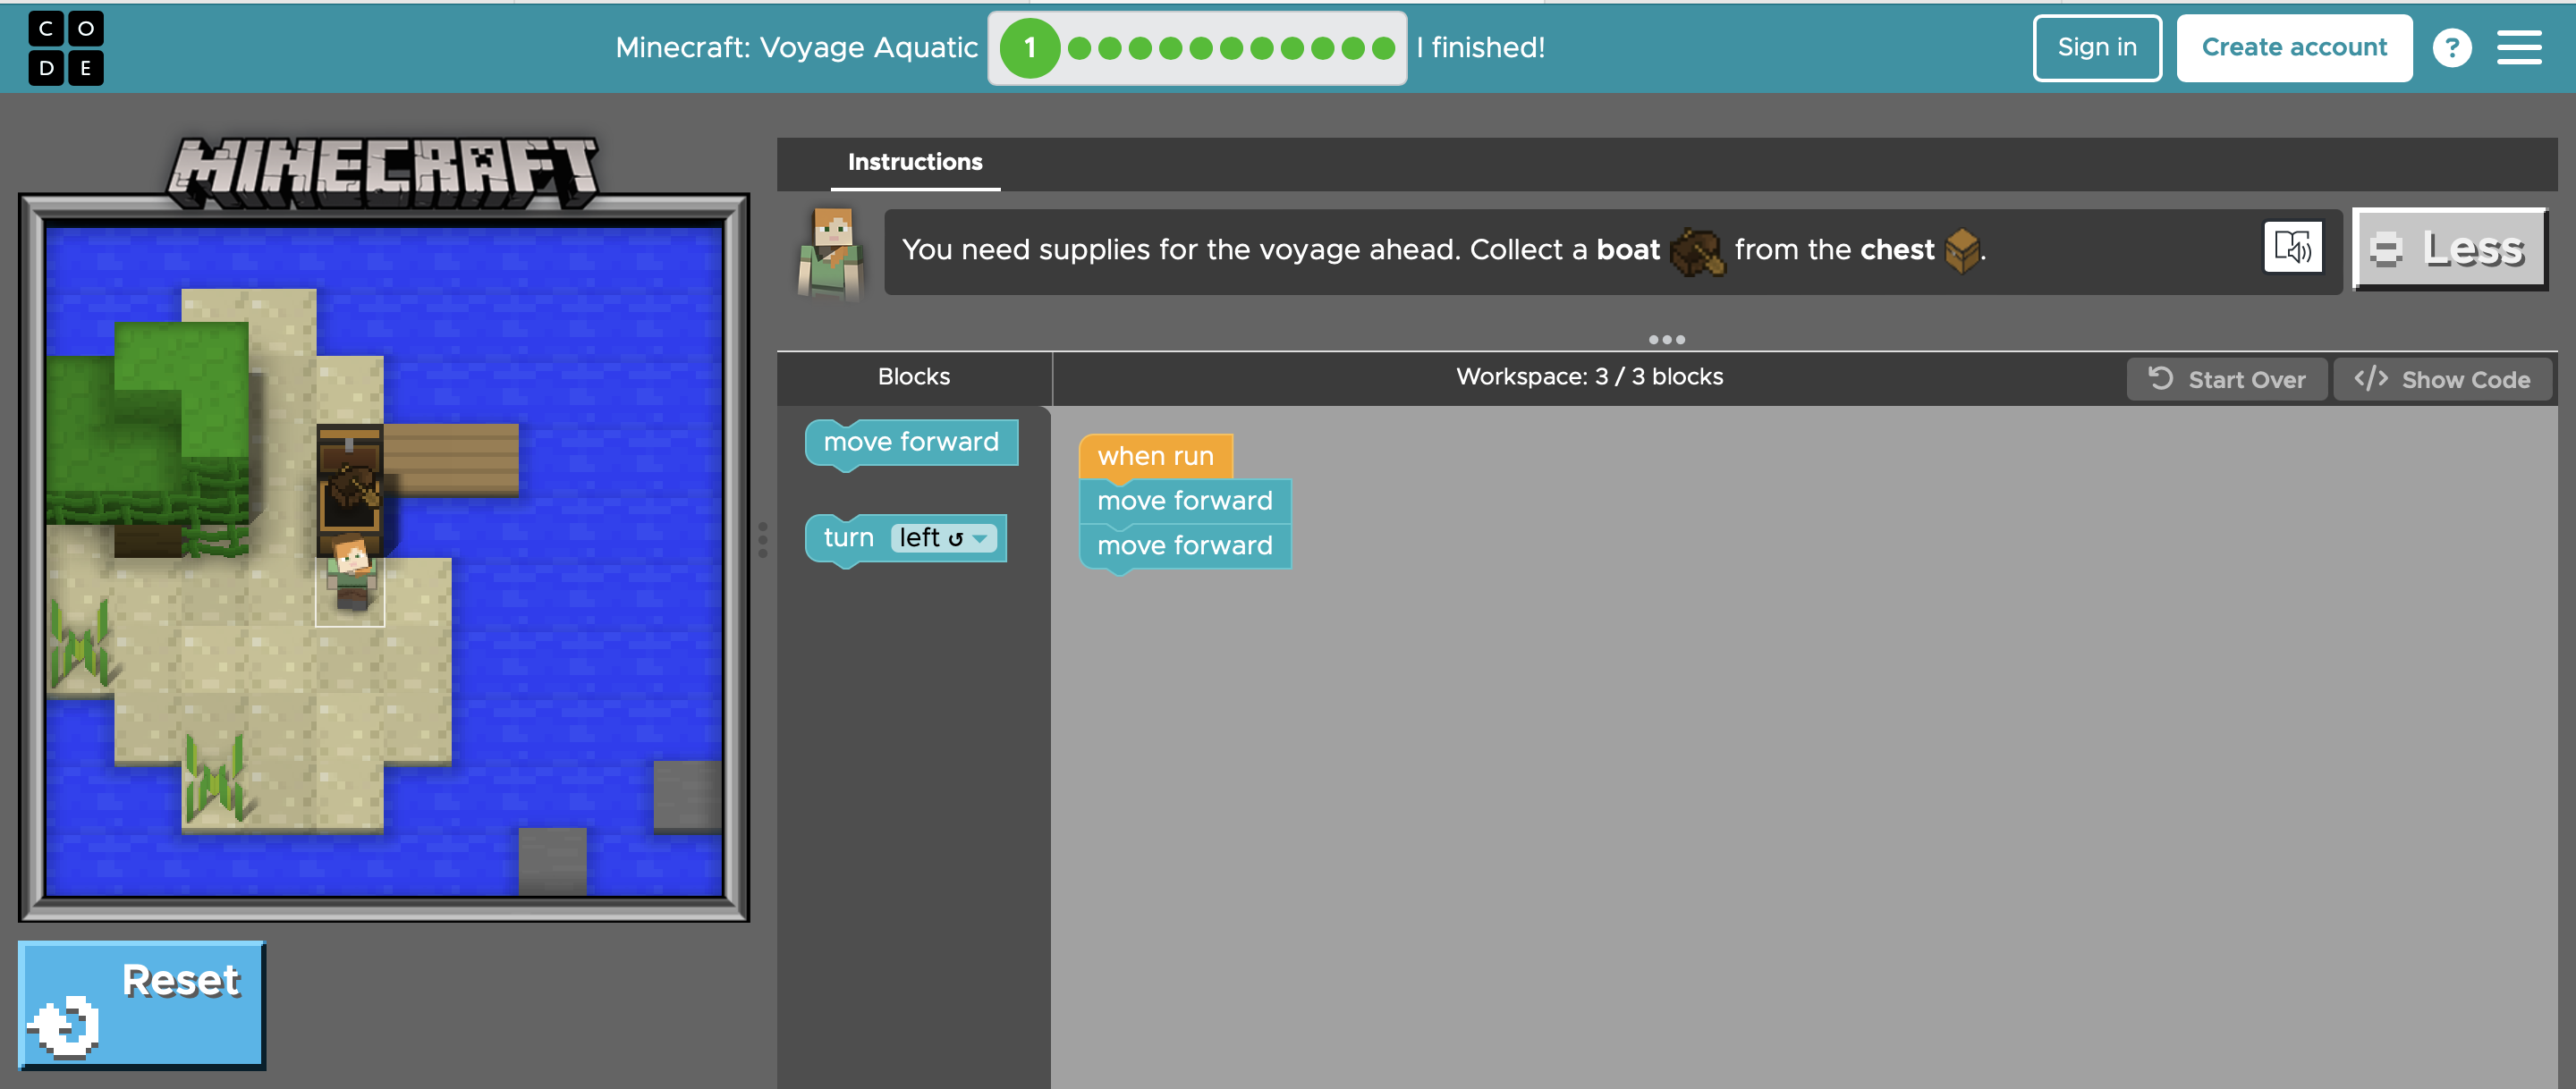 CODE
Minecraft: Voyage Aquatic 1 I finished!
Sign in
Create account
?
MINECRAFT
Instructions
You need supplies for the voyage ahead. Collect a boat from the chest.
Less
Blocks
Workspace: 3 / 3 blocks
Start Over
</> Show Code
move forward
turn left ↺
when run
move forward
move forward
Reset